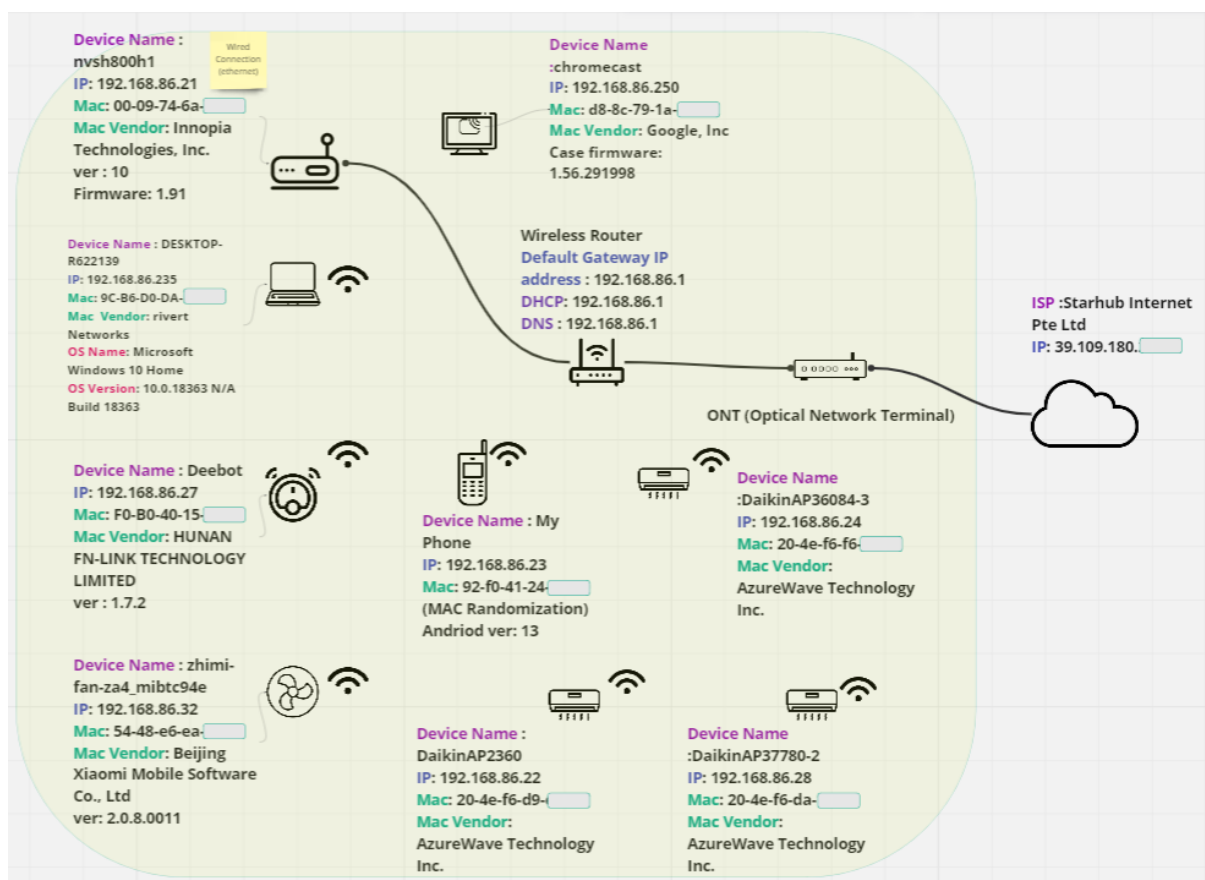 Device Name :
nvsh800h1
IP: 192.168.86.21
Mac: 00-09-74-6a-
Mac Vendor: Innopia
Technologies, Inc.
ver : 10
Firmware: 1.91
Wired
Connection
(ethernet)
Device Name
:chromecast
IP: 192.168.86.250
Mac: d8-8c-79-1a-
Mac Vendor: Google, Inc
Case firmware:
1.56.291998
Device Name : DESKTOP-
R622139
IP: 192.168.86.235
Mac: 9C-B6-D0-DA-
Mac Vendor: rivert
Networks
OS Name: Microsoft
Windows 10 Home
OS Version: 10.0.18363 N/A
Build 18363
Wireless Router
Default Gateway IP
address : 192.168.86.1
DHCP: 192.168.86.1
DNS : 192.168.86.1
ISP :Starhub Internet
Pte Ltd
IP: 39.109.180.
ONT (Optical Network Terminal)
Device Name : Deebot
IP: 192.168.86.27
Mac: F0-B0-40-15-
Mac Vendor: HUNAN
FN-LINK TECHNOLOGY
LIMITED
ver : 1.7.2
Device Name : My
Phone
IP: 192.168.86.23
Mac: 92-f0-41-24-
(MAC Randomization)
Andriod ver: 13
Device Name
:DaikinAP36084-3
IP: 192.168.86.24
Mac: 20-4e-f6-f6-
Mac Vendor:
AzureWave Technology
Inc.
Device Name : zhimi-
fan-za4_mibtc94e
IP: 192.168.86.32
Mac: 54-48-e6-ea-
Mac Vendor: Beijing
Xiaomi Mobile Software
Co., Ltd
ver: 2.0.8.0011
Device Name :
DaikinAP2360
IP: 192.168.86.22
Mac: 20-4e-f6-d9-
Mac Vendor:
AzureWave Technology
Inc.
Device Name
:DaikinAP37780-2
IP: 192.168.86.28
Mac: 20-4e-f6-da-
Mac Vendor:
AzureWave Technology
Inc.